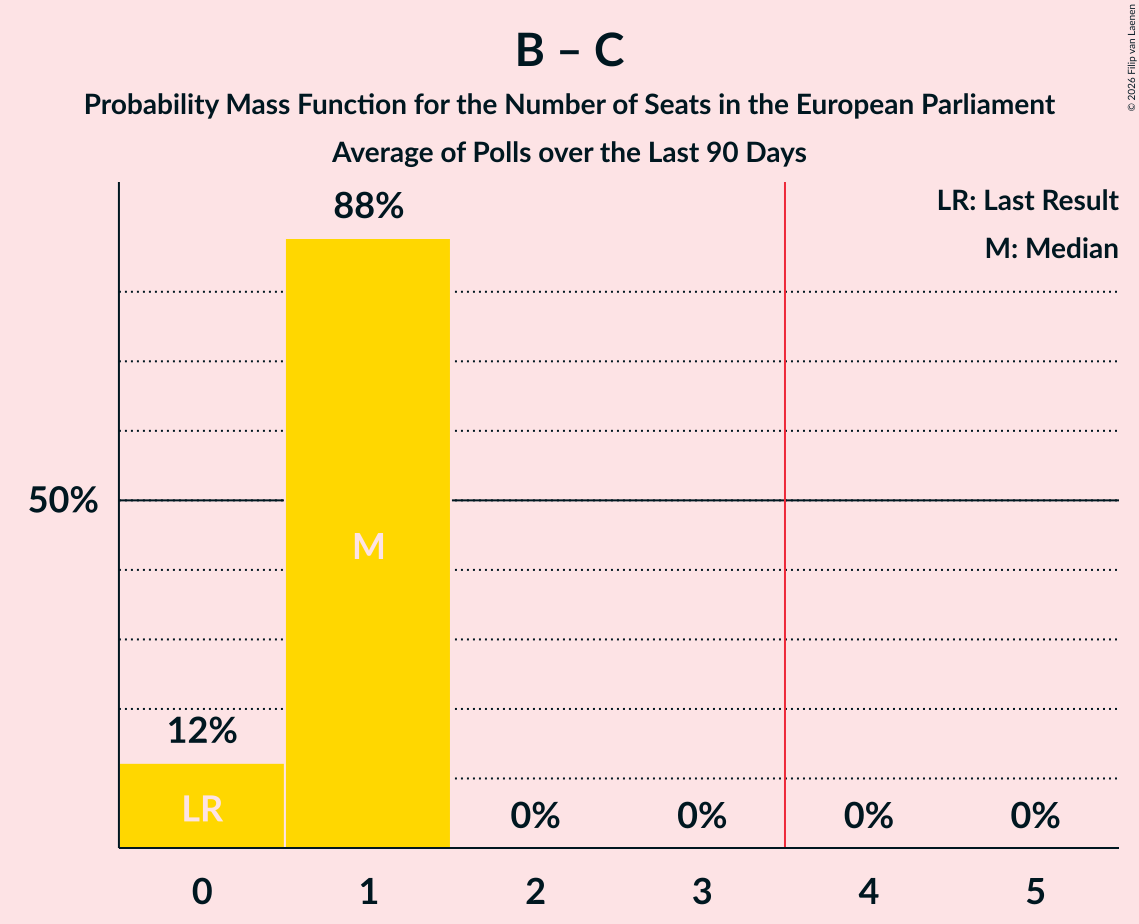 B – C
Probability Mass Function for the Number of Seats in the European Parliament
Average of Polls over the Last 90 Days
© 2026 Filip van Laenen
LR: Last Result
M: Median
88%
50%
M
12%
LR
0%
0%
0%
0%
0
1
2
3
4
5